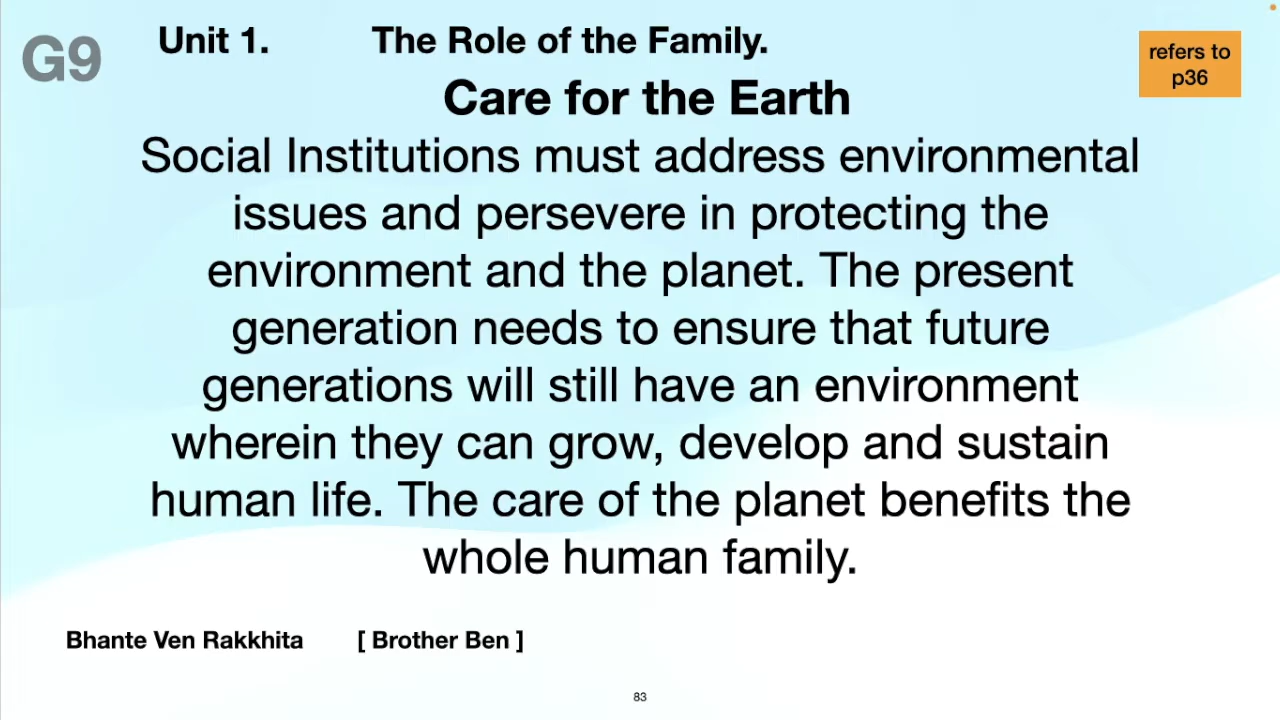 G9
Unit 1. The Role of the Family.
refers to
p36
Care for the Earth
Social Institutions must address environmental
issues and persevere in protecting the
environment and the planet. The present
generation needs to ensure that future
generations will still have an environment
wherein they can grow, develop and sustain
human life. The care of the planet benefits the
whole human family.
Bhante Ven Rakkhita [ Brother Ben ]
83